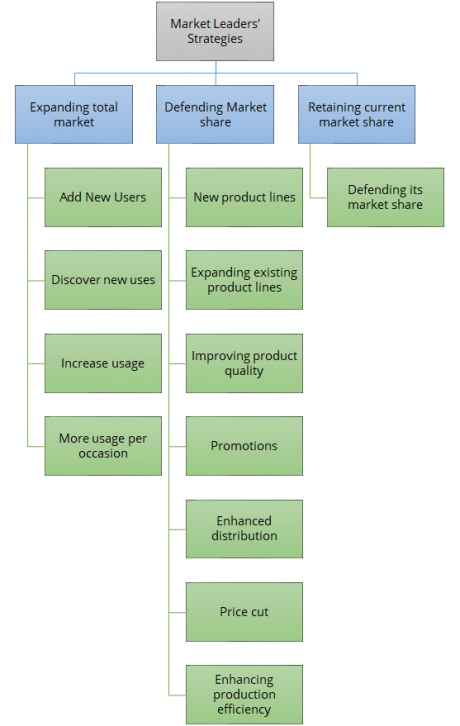 Market Leaders'
Strategies
Expanding total
market
Defending Market
share
Retaining current
market share
Add New Users
Discover new uses
Increase usage
More usage per
occasion
New product lines
Expanding existing
product lines
Improving product
quality
Promotions
Enhanced
distribution
Price cut
Enhancing
production
efficiency
Defending its
market share